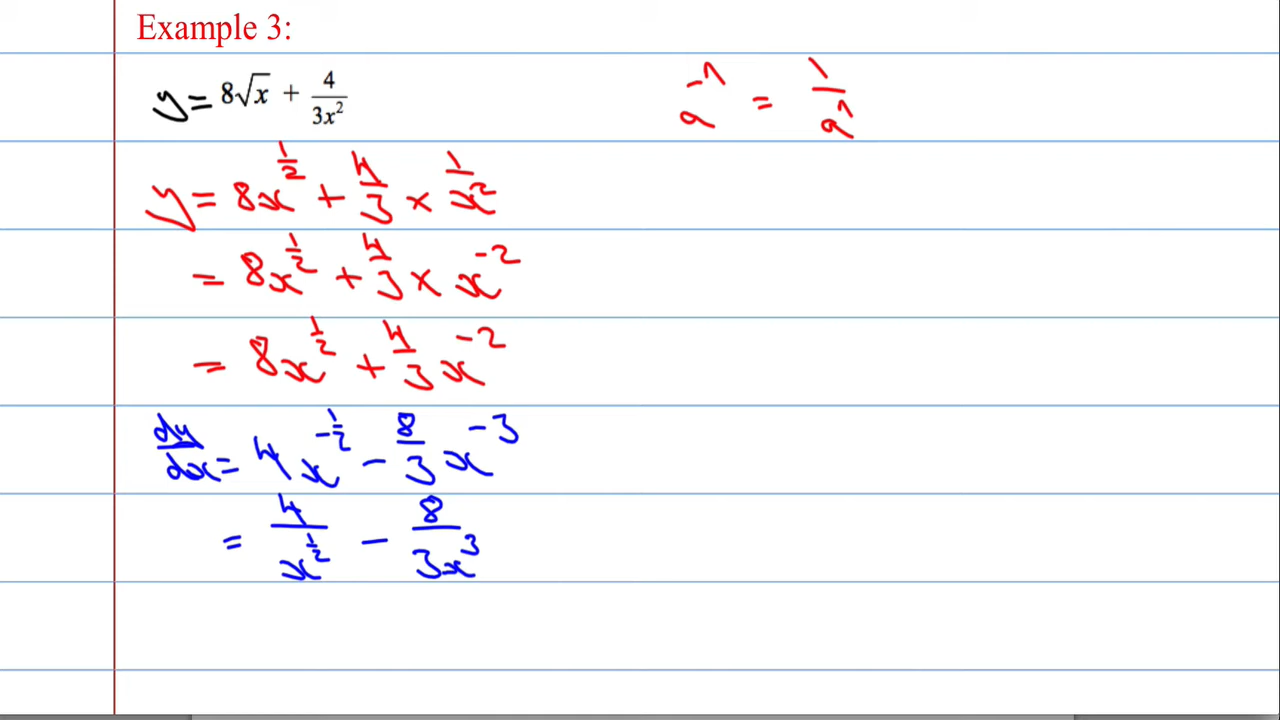 Example 3:
y = 8√x + 4/(3x²)
a⁻ⁿ = 1/aⁿ
y = 8x^(1/2) + 4/3 × 1/x²
= 8x^(1/2) + 4/3 × x⁻²
= 8x^(1/2) + 4/3 x⁻²
dy/dx = 4x^(-1/2) - 8/3 x⁻³
= 4/x^(1/2) - 8/(3x³)